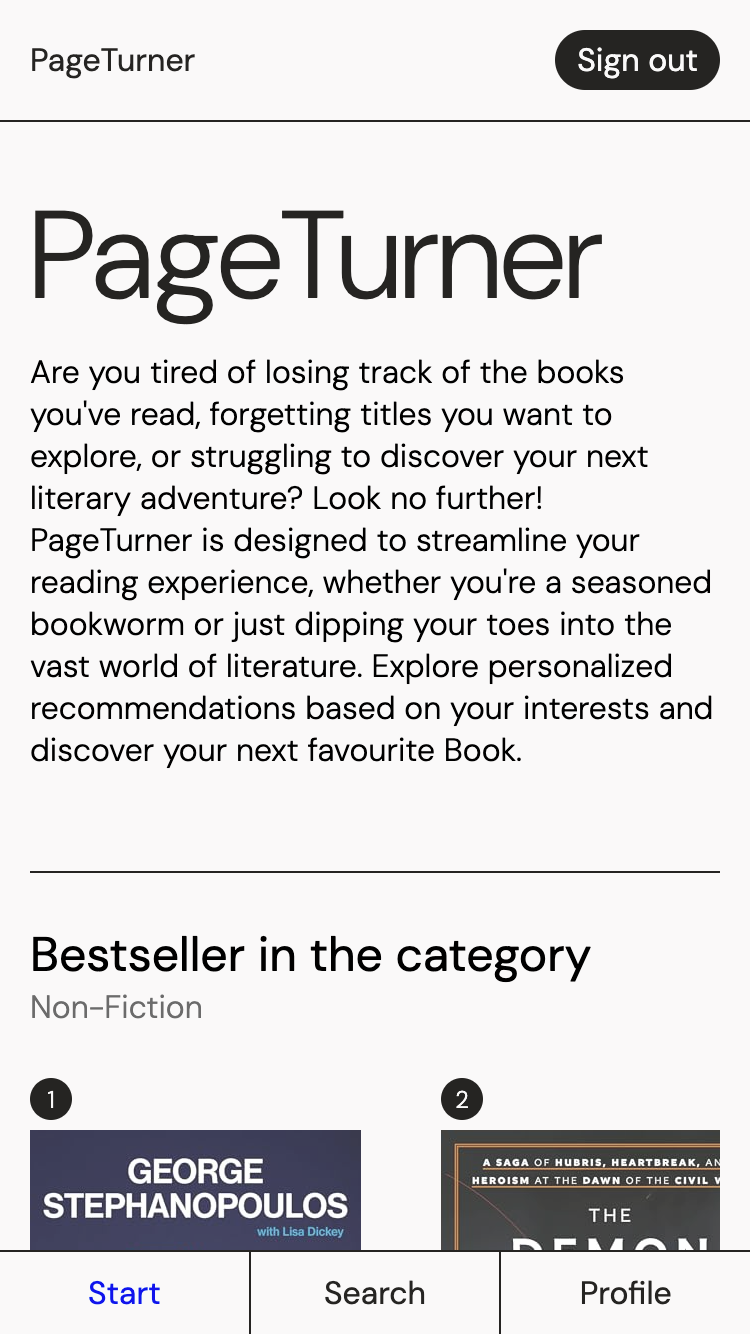 PageTurner
Sign out
PageTurner
Are you tired of losing track of the books
you've read, forgetting titles you want to
explore, or struggling to discover your next
literary adventure? Look no further!
PageTurner is designed to streamline your
reading experience, whether you're a seasoned
bookworm or just dipping your toes into the
vast world of literature. Explore personalized
recommendations based on your interests and
discover your next favourite Book.
Bestseller in the category
Non-Fiction
1
2
GEORGE
STEPHANOPOULOS
with Lisa Dickey
A SAGA OF HUBRIS, HEARTBREAK,
HEROISM AT THE DAWN OF THE CIVIL
THE
DEMON
Start
Search
Profile